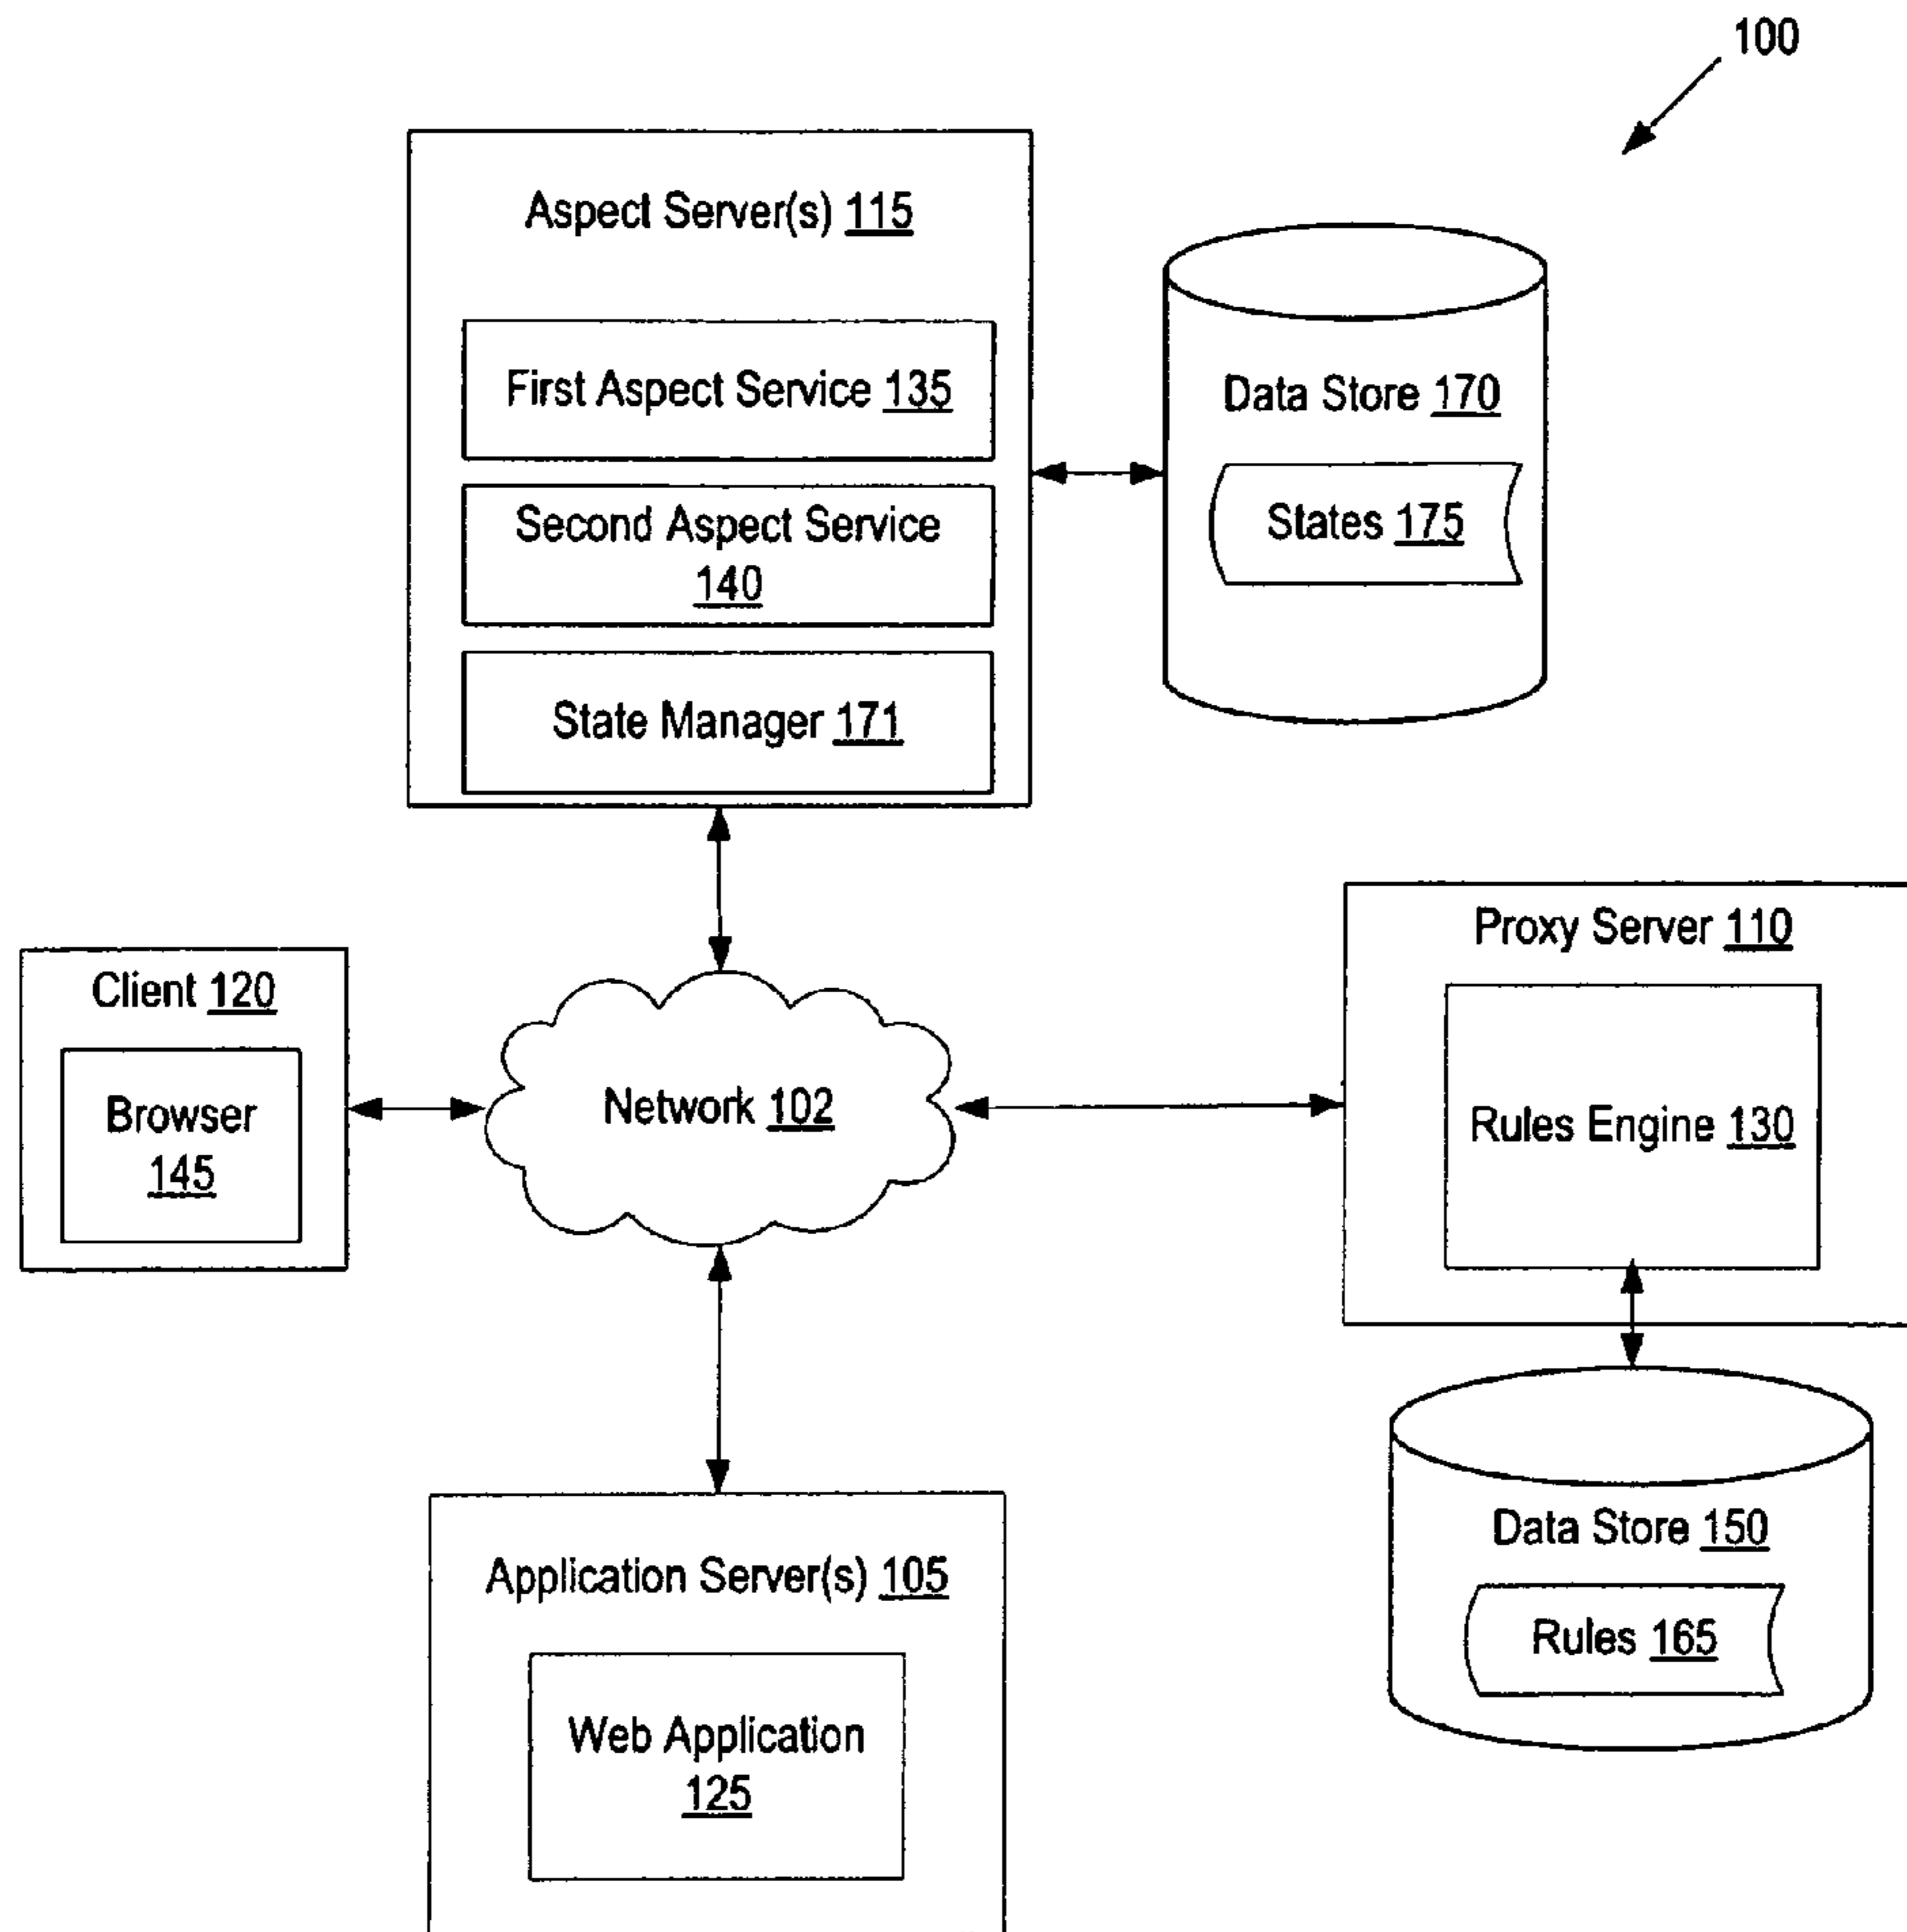 100
Aspect Server(s) 115
First Aspect Service 135
Second Aspect Service
140
State Manager 171
Data Store 170
States 175
Client 120
Browser
145
Network 102
Proxy Server 110
Rules Engine 130
Data Store 150
Rules 165
Application Server(s) 105
Web Application
125